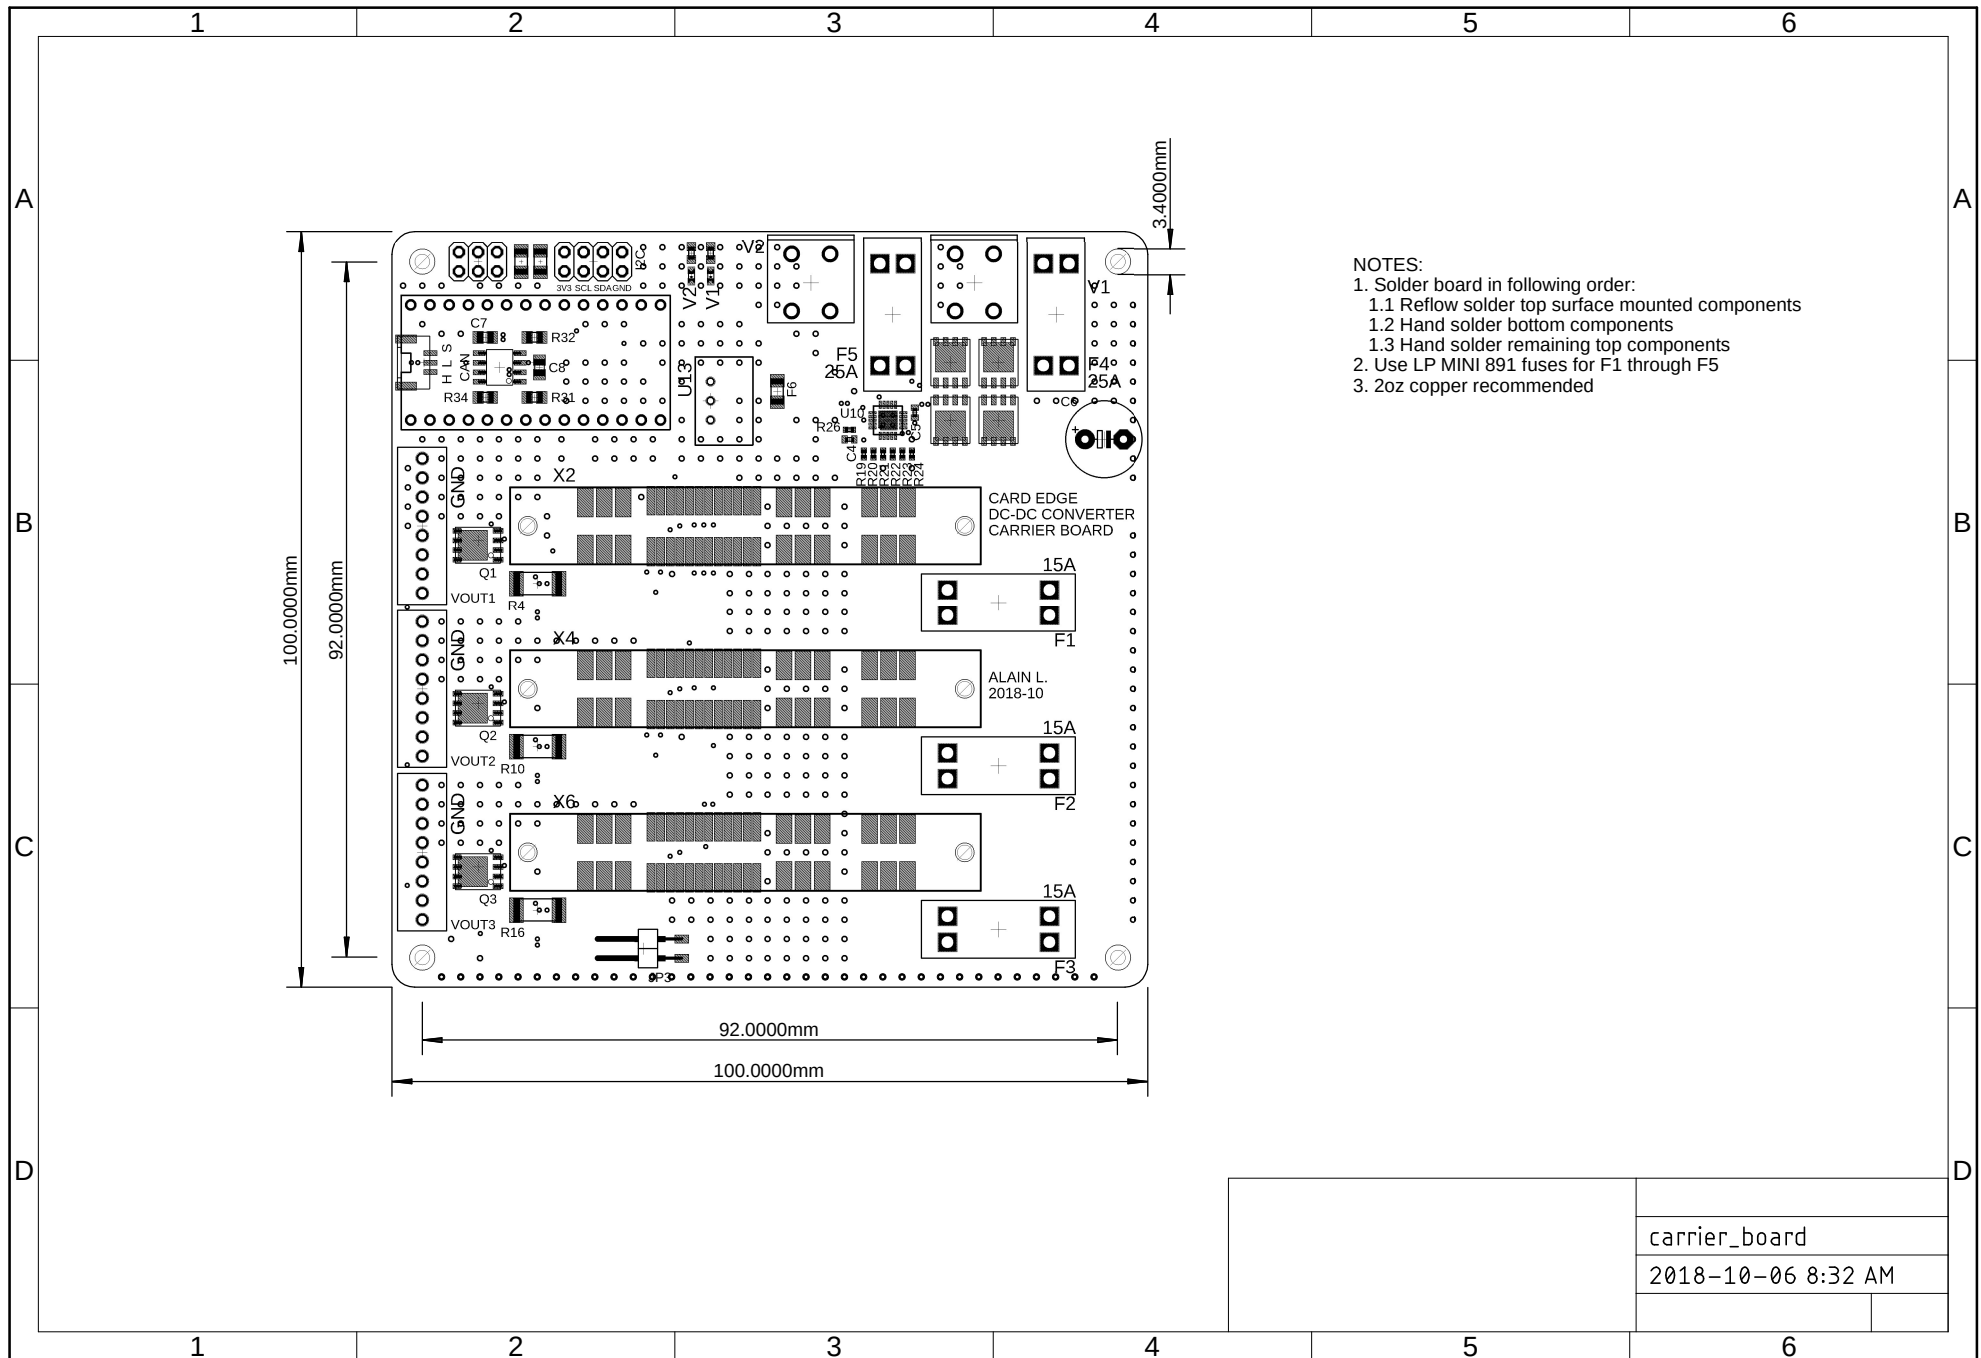 1 2 3 4 5 6
A A
B B
C C
D D
1 2 3 4 5 6
3.4000mm
100.0000mm
92.0000mm
92.0000mm
100.0000mm
NOTES:
1. Solder board in following order:
1.1 Reflow solder top surface mounted components
1.2 Hand solder bottom components
1.3 Hand solder remaining top components
2. Use LP MINI 891 fuses for F1 through F5
3. 2oz copper recommended
I2C
3V3 SCL SDA GND
V2
V1
V2
V1
C7
R32
H L S
CAN
C8
R34
R31
U13
F6
F5
25A
F4
25A
U10
R26
C4
C5
C6
+
R19
R20
R21
R22
R23
R24
X2
GND
Q1
VOUT1
R4
CARD EDGE
DC-DC CONVERTER
CARRIER BOARD
15A
F1
X4
GND
Q2
VOUT2
R10
ALAIN L.
2018-10
15A
F2
X6
GND
Q3
VOUT3
R16
15A
F3
JP3
carrier_board
2018-10-06 8:32 AM